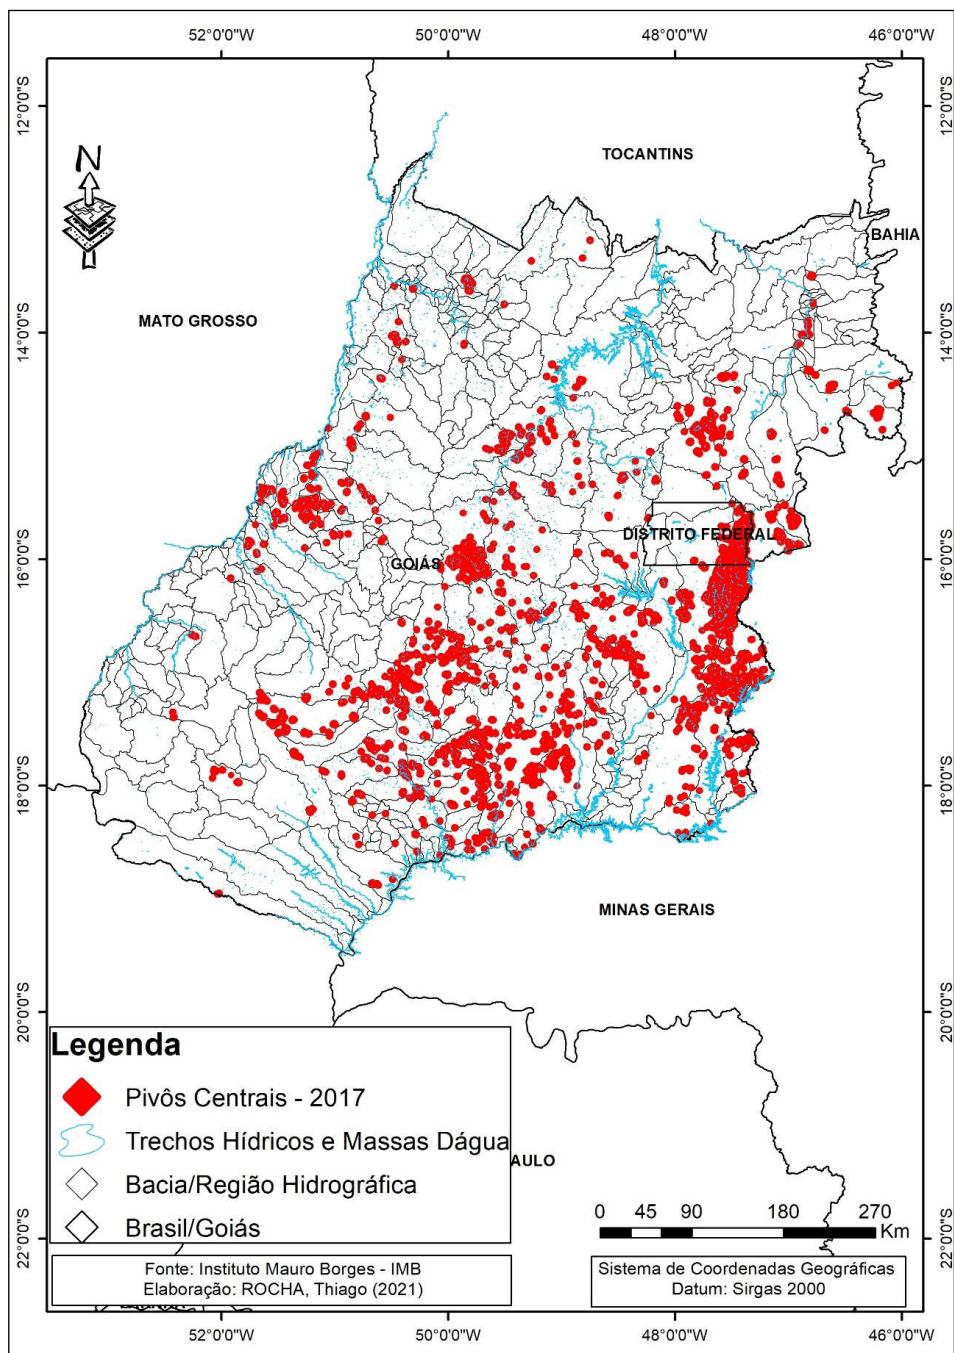 52°0'0"W 50°0'0"W 48°0'0"W 46°0'0"W
12°0'0"S 12°0'0"S
TOCANTINS
N
BAHIA
MATO GROSSO
14°0'0"S 14°0'0"S
DISTRITO FEDERAL
GOIÁS
16°0'0"S 16°0'0"S
18°0'0"S 18°0'0"S
MINAS GERAIS
20°0'0"S 20°0'0"S
Legenda
Pivôs Centrais - 2017
Trechos Hídricos e Massas Dágua
AULO
Bacia/Região Hidrográfica
Brasil/Goiás
0 45 90 180 270
Km
22°0'0"S 22°0'0"S
Fonte: Instituto Mauro Borges - IMB
Elaboração: ROCHA, Thiago (2021)
Sistema de Coordenadas Geográficas
Datum: Sirgas 2000
52°0'0"W 50°0'0"W 48°0'0"W 46°0'0"W